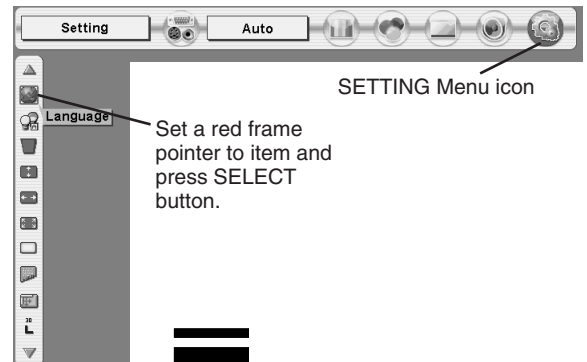 Setting
Auto
SETTING Menu icon
Language
Set a red frame
pointer to item and
press SELECT
button.